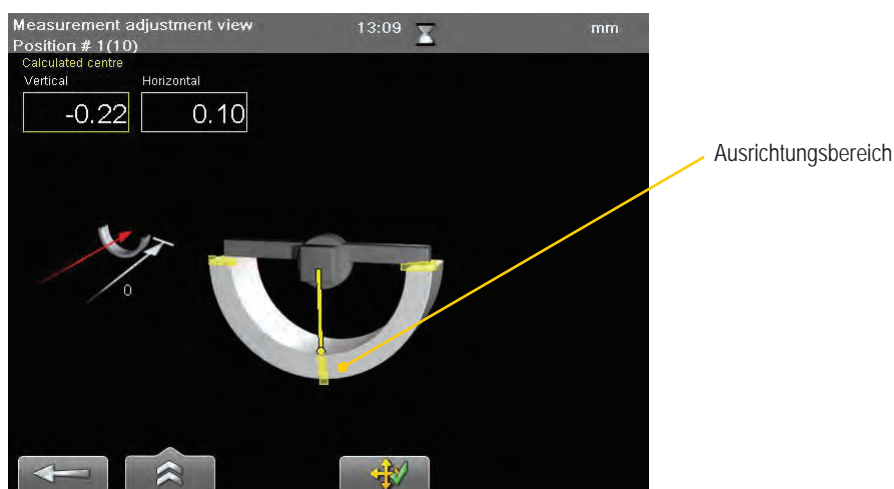 Measurement adjustment view
13:09
mm
Position # 1(10)
Calculated centre
Vertical
Horizontal
-0.22
0.10
Ausrichtungsbereich
0